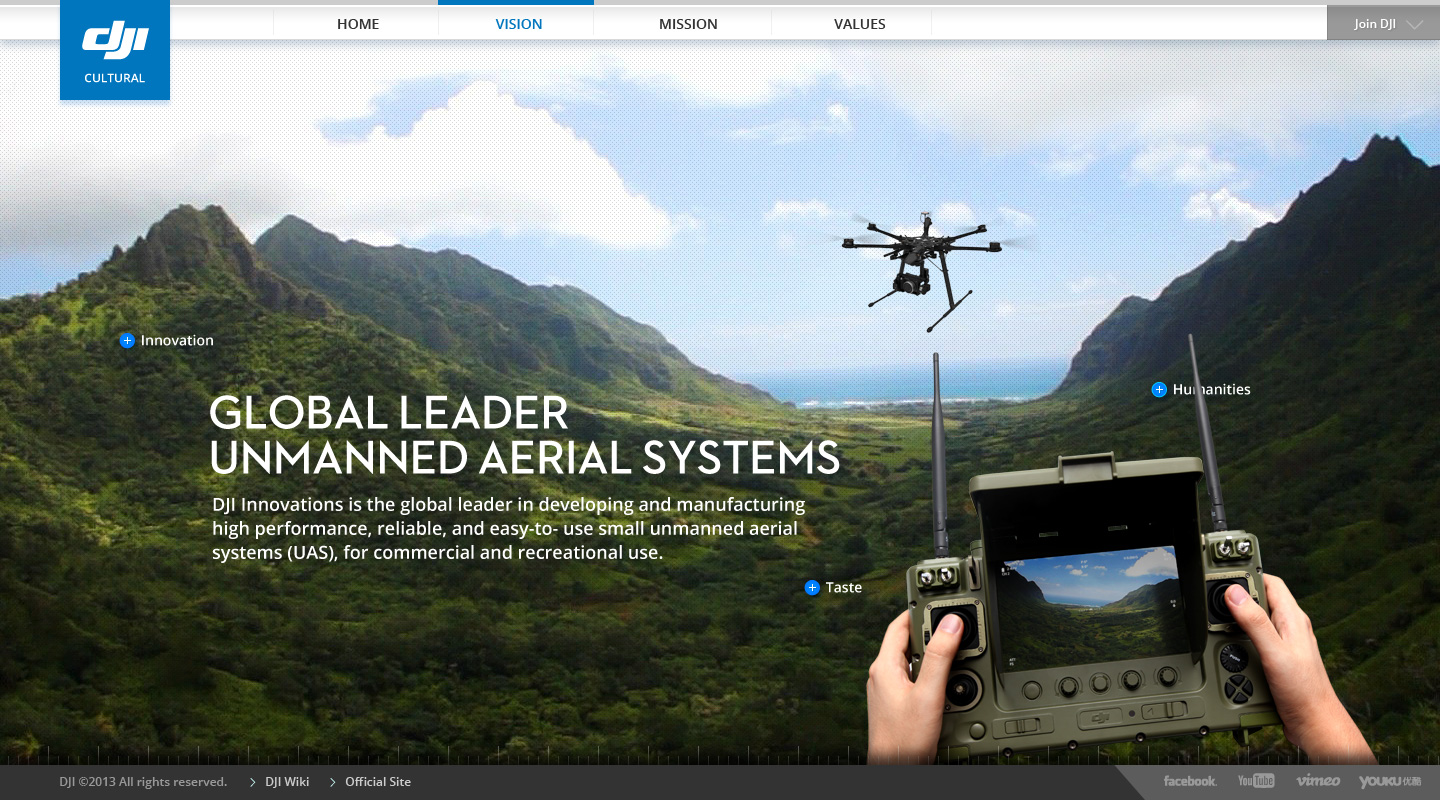 dji
CULTURAL
HOME
VISION
MISSION
VALUES
Join DJI
Innovation
Humanities
GLOBAL LEADER
UNMANNED AERIAL SYSTEMS
DJI Innovations is the global leader in developing and manufacturing
high performance, reliable, and easy-to- use small unmanned aerial
systems (UAS), for commercial and recreational use.
Taste
DJI ©2013 All rights reserved.
DJI Wiki
Official Site
facebook.
YouTube
vimeo
YOUKU优酷